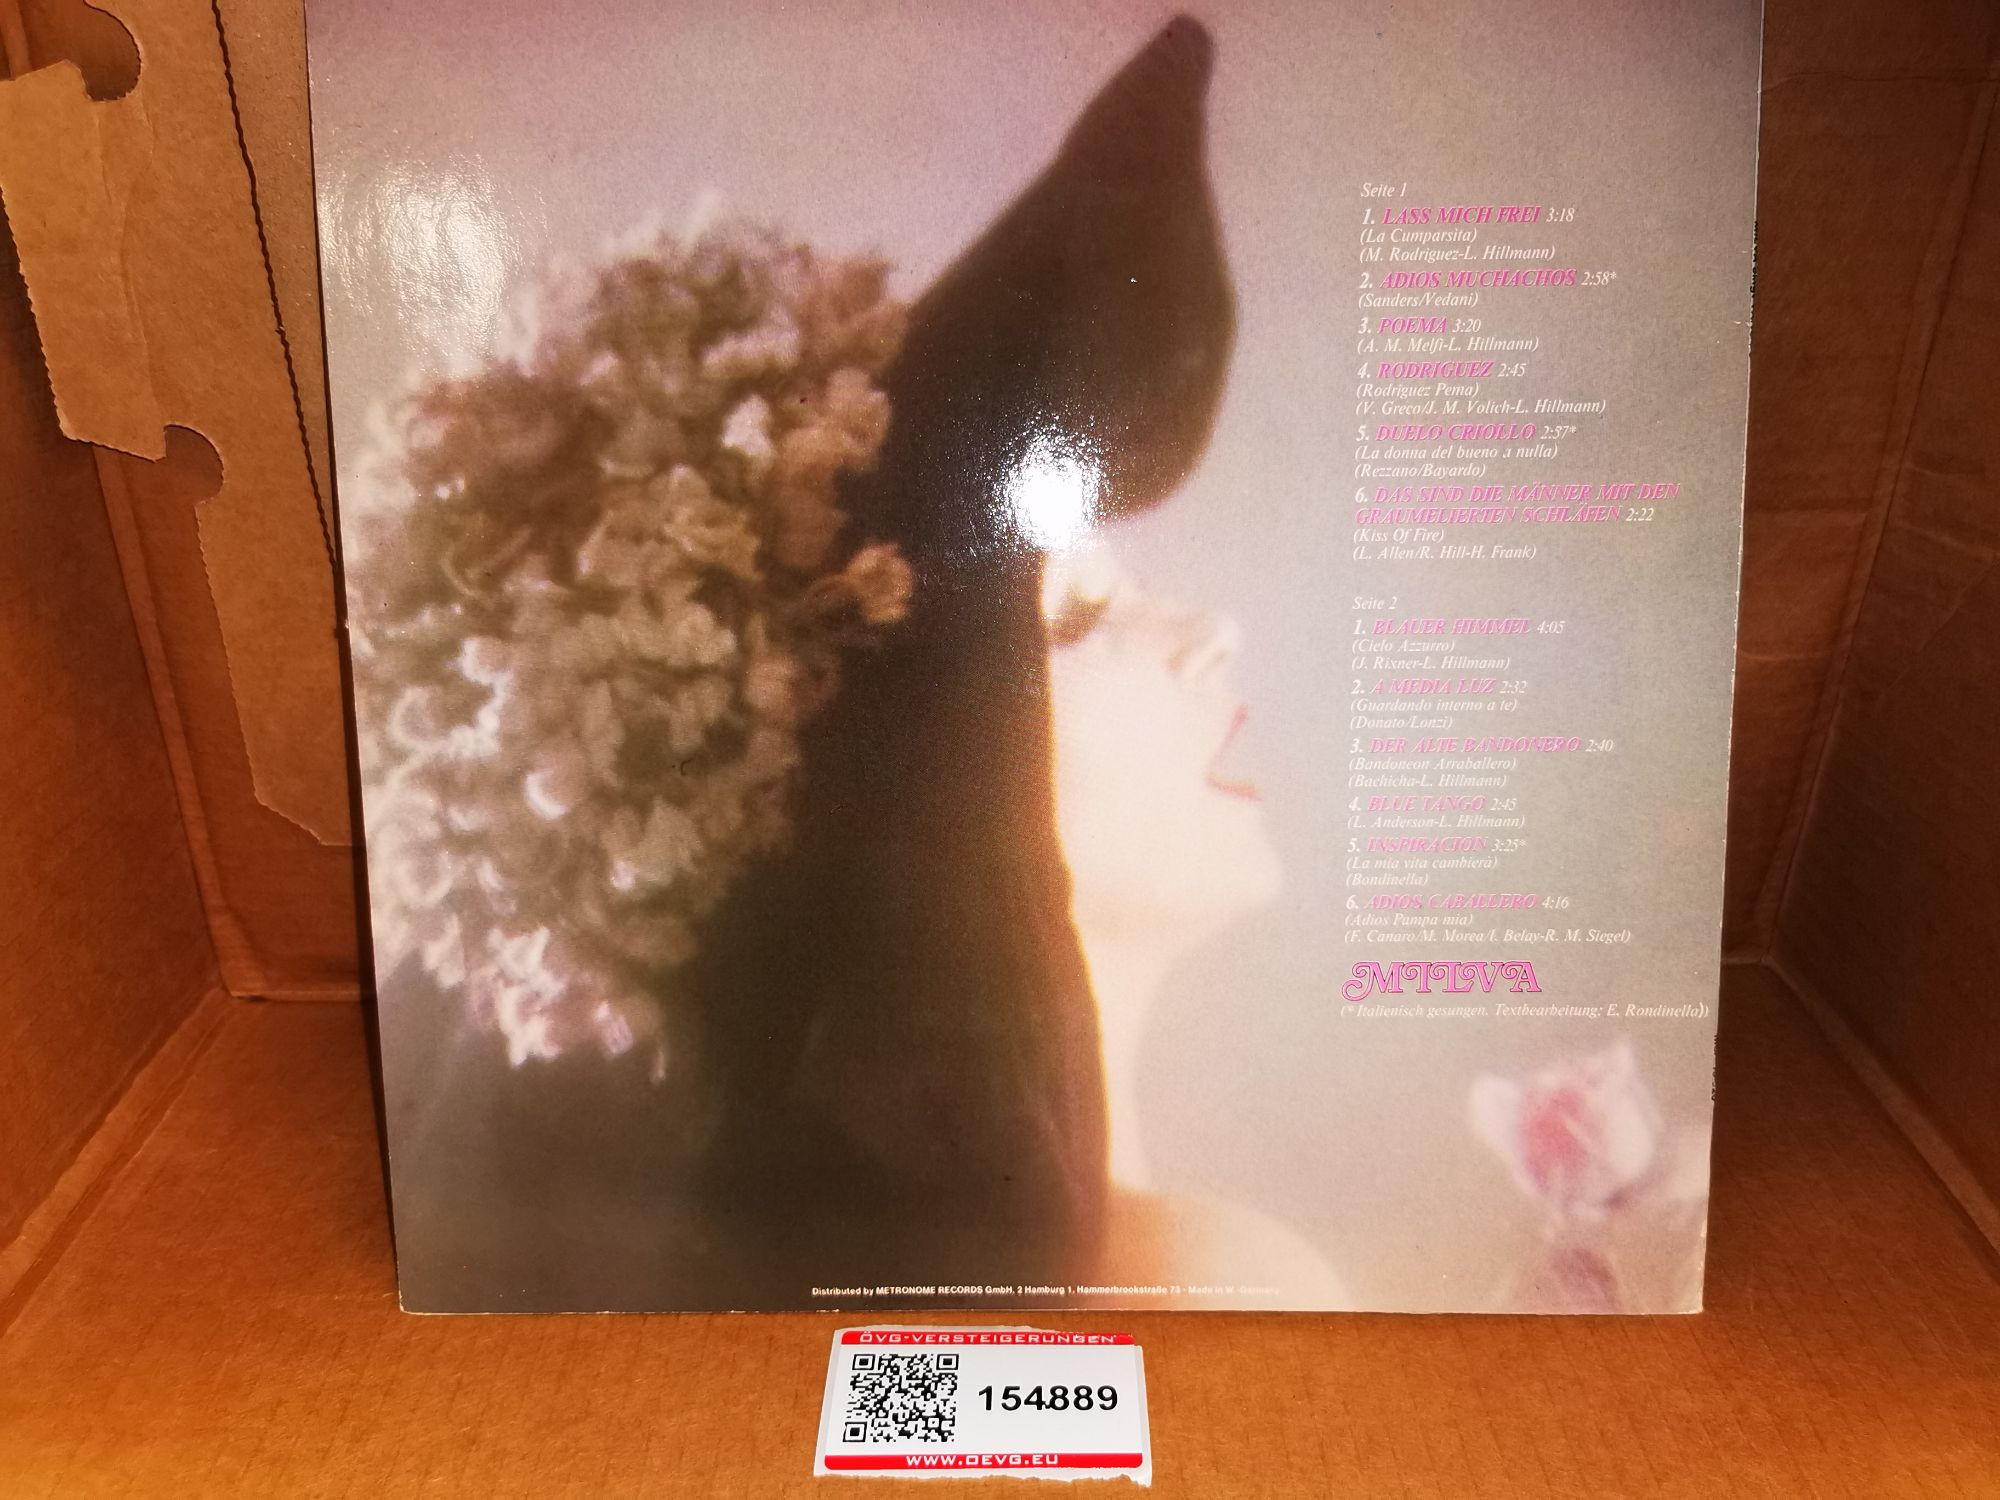 Seite 1
1. LASS MICH FREI 3:18
(La Cumparsita)
(M. Rodriguez-L. Hillmann)
2. ADIOS MUCHACHOS 2:58*
(Sanders/Vedani)
3. POEMA 3:20
(A. M. Melfi-L. Hillmann)
4. RODRIGUEZ 2:45
(Rodriguez Pema)
(V. Greco/J. M. Volich-L. Hillmann)
5. DUELO CRIOLLO 2:57*
(La donna del bueno a nulla)
(Rezzano/Bayardo)
6. DAS SIND DIE MÄNNER MIT DEN
GRAUMELIERTEN SCHLÄFEN 2:22
(Kiss Of Fire)
(L. Allen/R. Hill-H. Frank)
Seite 2
1. BLAUER HIMMEL 4:05
(Cielo Azzurro)
(J. Rixner-L. Hillmann)
2. A MEDIA LUZ 2:32
(Guardando interno a te)
(Donato/Lonzi)
3. DER ALTE BANDONERO 2:40
(Bandoneon Arraballero)
(Bachicha-L. Hillmann)
4. BLUE TANGO 2:45
(L. Anderson-L. Hillmann)
5. INSPIRACION 3:25*
(La mia vita cambierà)
(Bondinella)
6. ADIOS CABALLERO 4:16
(Adios Pampa mia)
(F. Canaro/M. Morea/I. Belay-R. M. Siegel)
MILVA
(* Italienisch gesungen. Textbearbeitung: E. Rondinella))
Distributed by METRONOME RECORDS GmbH, 2 Hamburg 1, Hammerbrookstraße 73 · Made in W.-Germany
ÖVG-VERSTEIGERUNGEN
154889
WWW.OEVG.EU